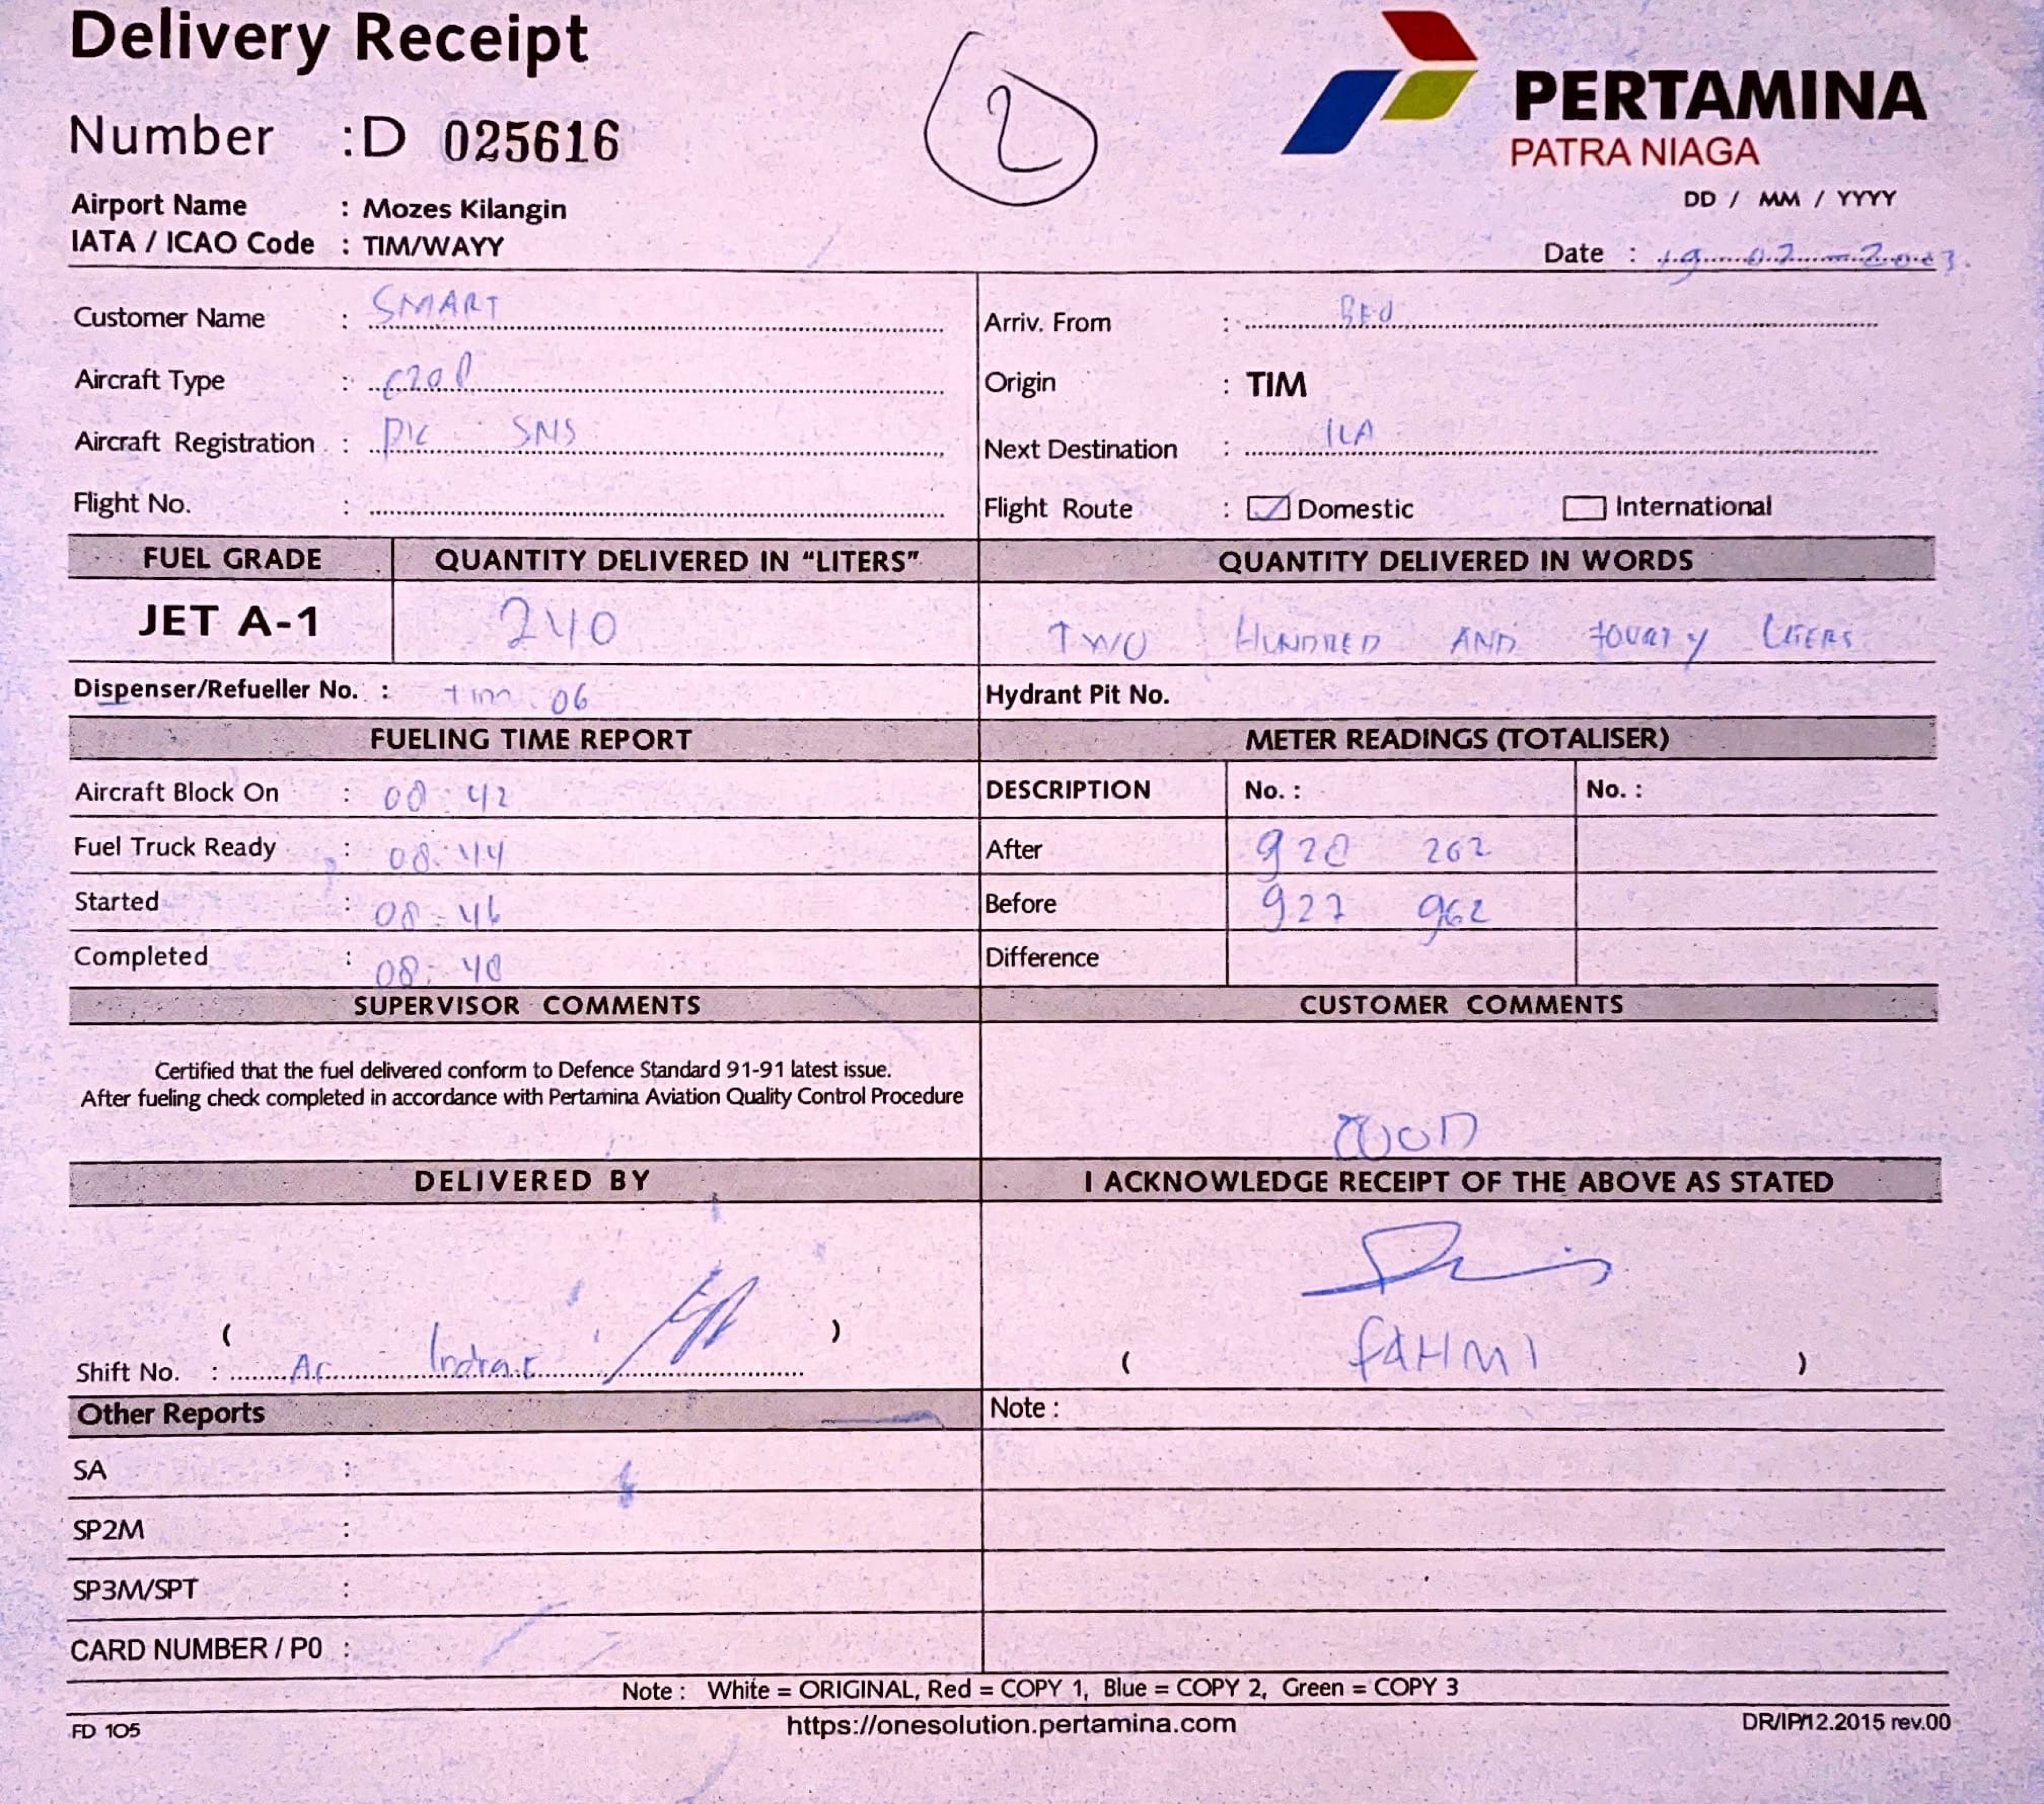 Delivery Receipt
2
PERTAMINA
PATRA NIAGA
Number : D 025616
DD / MM / YYYY
Airport Name : Mozes Kilangin
IATA / ICAO Code : TIM/WAYY
Date : 19-02-2023
Customer Name : SMART
Arriv. From :
Aircraft Type : C208
Origin : TIM
Aircraft Registration : PK SNS
Next Destination : ILA
Flight No. :
Flight Route : Domestic International
FUEL GRADE QUANTITY DELIVERED IN "LITERS" QUANTITY DELIVERED IN WORDS
JET A-1 240 TWO HUNDRED AND FOURTY LITERS
Dispenser/Refueller No. : Tim 06 Hydrant Pit No.
FUELING TIME REPORT METER READINGS (TOTALISER)
Aircraft Block On : 08:42 DESCRIPTION No. : No. :
Fuel Truck Ready : 08:44 After 928 202
Started : 08:46 Before 927 962
Completed : 08:48 Difference
SUPERVISOR COMMENTS CUSTOMER COMMENTS
Certified that the fuel delivered conform to Defence Standard 91-91 latest issue.
After fueling check completed in accordance with Pertamina Aviation Quality Control Procedure
GOOD
DELIVERED BY I ACKNOWLEDGE RECEIPT OF THE ABOVE AS STATED
( )
Shift No. :
( FAHMI )
Other Reports Note :
SA :
SP2M :
SP3M/SPT :
CARD NUMBER / P0 :
Note : White = ORIGINAL, Red = COPY 1, Blue = COPY 2, Green = COPY 3
FD 105 https://onesolution.pertamina.com DR/IP/12.2015 rev.00